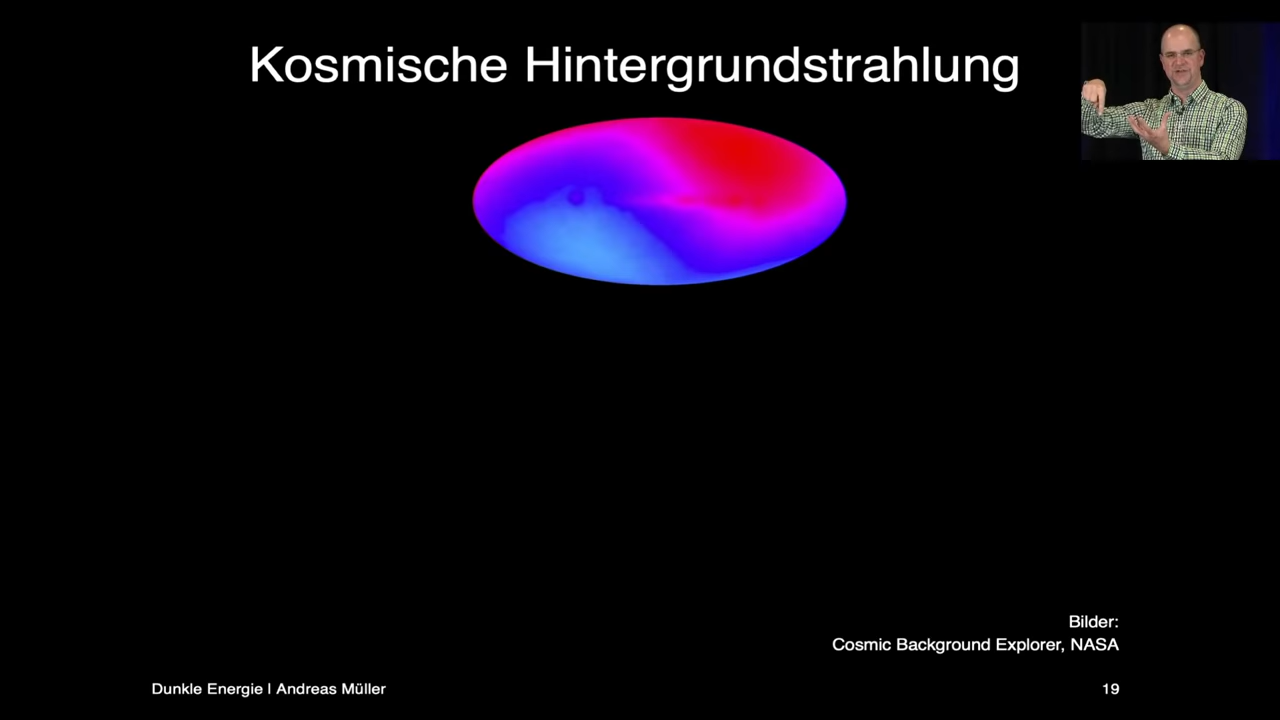 Kosmische Hintergrundstrahlung
Bilder:
Cosmic Background Explorer, NASA
Dunkle Energie | Andreas Müller
19